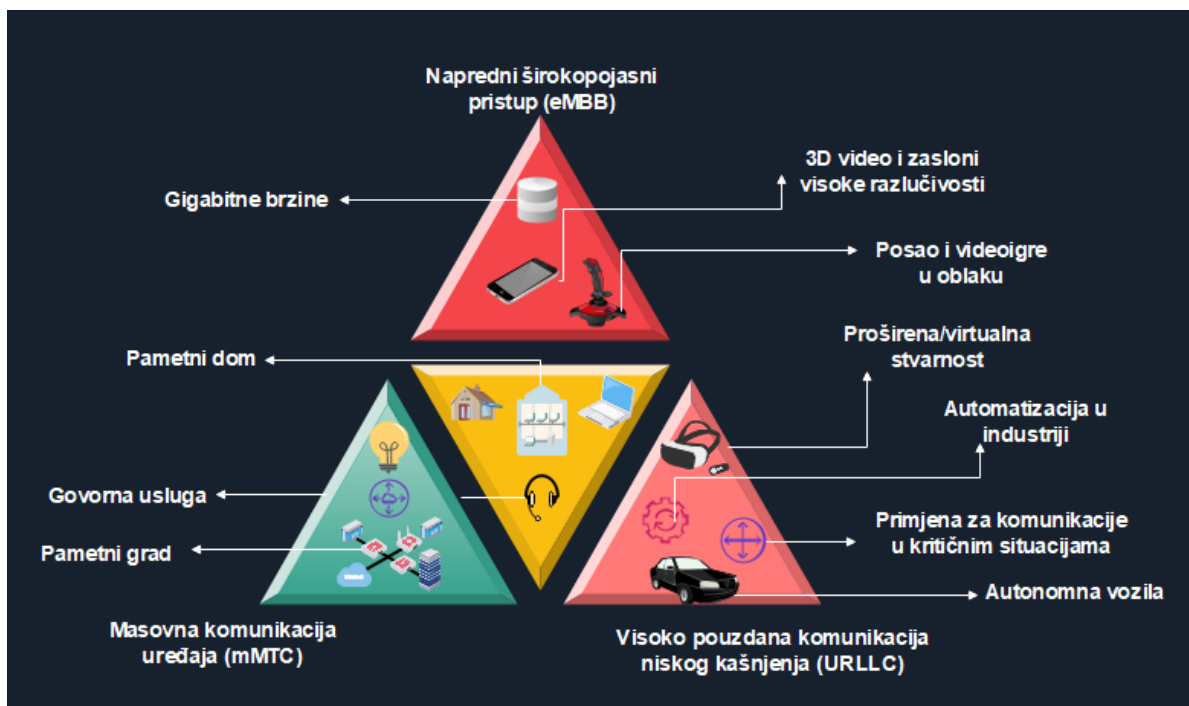 Napredni širokopojasni
pristup (eMBB)
3D video i zasloni
visoke razlučivosti
Gigabitne brzine
Posao i videoigre
u oblaku
Proširena/virtualna
stvarnost
Pametni dom
Automatizacija u
industriji
Govorna usluga
Primjena za komunikacije
u kritičnim situacijama
Pametni grad
Autonomna vozila
Masovna komunikacija
uređaja (mMTC)
Visoko pouzdana komunikacija
niskog kašnjenja (URLLC)